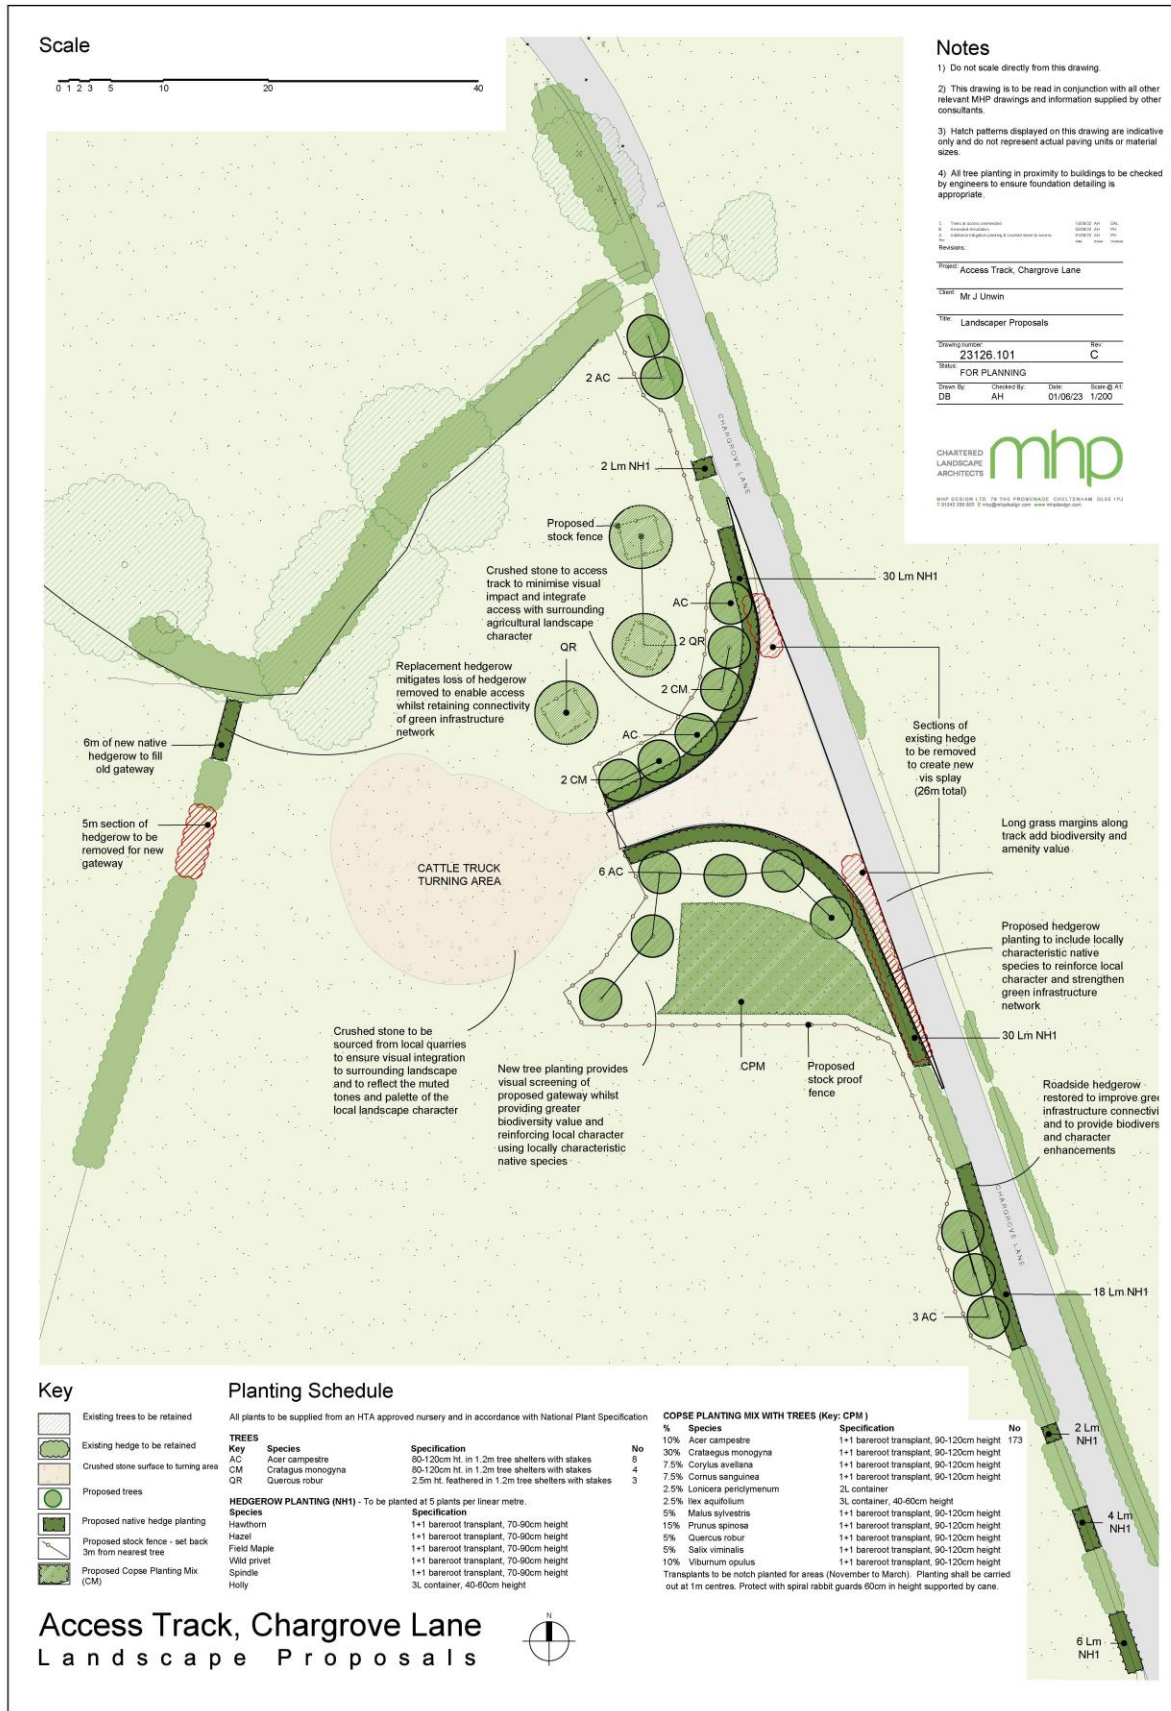 Scale
0 1 2 3 5 10 20 40
Notes
1) Do not scale directly from this drawing.
2) This drawing is to be read in conjunction with all other
relevant MHP drawings and information supplied by other
consultants.
3) Hatch patterns displayed on this drawing are indicative
only and do not represent actual paving units or material
sizes.
4) All tree planting in proximity to buildings to be checked
by engineers to ensure foundation detailing is
appropriate.
Revisions:
Project: Access Track, Chargrove Lane
Client: Mr J Unwin
Title: Landscaper Proposals
Drawing number: Rev:
23126.101 C
Status: FOR PLANNING
Drawn By: Checked By: Date: Scale @ A1:
DB AH 01/06/23 1/200
CHARTERED
LANDSCAPE
ARCHITECTS
mhp
2 AC
CHARGROVE LANE
2 Lm NH1
Proposed
stock fence
Crushed stone to access
track to minimise visual
impact and integrate
access with surrounding
agricultural landscape
character
30 Lm NH1
AC
2 QR
QR
2 CM
AC
2 CM
Replacement hedgerow
mitigates loss of hedgerow
removed to enable access
whilst retaining connectivity
of green infrastructure
network
6m of new native
hedgerow to fill
old gateway
5m section of
hedgerow to be
removed for new
gateway
Sections of
existing hedge
to be removed
to create new
vis splay
(26m total)
Long grass margins along
track add biodiversity and
amenity value
CATTLE TRUCK
TURNING AREA
6 AC
Proposed hedgerow
planting to include locally
characteristic native
species to reinforce local
character and strengthen
green infrastructure
network
30 Lm NH1
Crushed stone to be
sourced from local quarries
to ensure visual integration
to surrounding landscape
and to reflect the muted
tones and palette of the
local landscape character
New tree planting provides
visual screening of
proposed gateway whilst
providing greater
biodiversity value and
reinforcing local character
using locally characteristic
native species
CPM
Proposed
stock proof
fence
Roadside hedgerow
restored to improve gree
infrastructure connectivi
and to provide biodivers
and character
enhancements
CHARGROVE LANE
18 Lm NH1
3 AC
2 Lm
NH1
4 Lm
NH1
6 Lm
NH1
Key
Existing trees to be retained
Existing hedge to be retained
Crushed stone surface to turning area
Proposed trees
Proposed native hedge planting
Proposed stock fence - set back
3m from nearest tree
Proposed Copse Planting Mix
(CM)
Planting Schedule
All plants to be supplied from an HTA approved nursery and in accordance with National Plant Specification
TREES
Key Species Specification No
AC Acer campestre 80-120cm ht. in 1.2m tree shelters with stakes 8
CM Cratagus monogyna 80-120cm ht. in 1.2m tree shelters with stakes 4
QR Quercus robur 2.5m ht. feathered in 1.2m tree shelters with stakes 3
HEDGEROW PLANTING (NH1) - To be planted at 5 plants per linear metre.
Species Specification
Hawthorn 1+1 bareroot transplant, 70-90cm height
Hazel 1+1 bareroot transplant, 70-90cm height
Field Maple 1+1 bareroot transplant, 70-90cm height
Wild privet 1+1 bareroot transplant, 70-90cm height
Spindle 1+1 bareroot transplant, 70-90cm height
Holly 3L container, 40-60cm height
COPSE PLANTING MIX WITH TREES (Key: CPM )
% Species Specification No
10% Acer campestre 1+1 bareroot transplant, 90-120cm height 173
30% Crataegus monogyna 1+1 bareroot transplant, 90-120cm height
7.5% Corylus avellana 1+1 bareroot transplant, 90-120cm height
7.5% Cornus sanguinea 1+1 bareroot transplant, 90-120cm height
2.5% Lonicera periclymenum 2L container
2.5% Ilex aquifolium 3L container, 40-60cm height
5% Malus sylvestris 1+1 bareroot transplant, 90-120cm height
15% Prunus spinosa 1+1 bareroot transplant, 90-120cm height
5% Quercus robur 1+1 bareroot transplant, 90-120cm height
5% Salix viminalis 1+1 bareroot transplant, 90-120cm height
10% Viburnum opulus 1+1 bareroot transplant, 90-120cm height
Transplants to be notch planted for areas (November to March). Planting shall be carried
out at 1m centres. Protect with spiral rabbit guards 60cm in height supported by cane.
Access Track, Chargrove Lane
Landscape Proposals
N